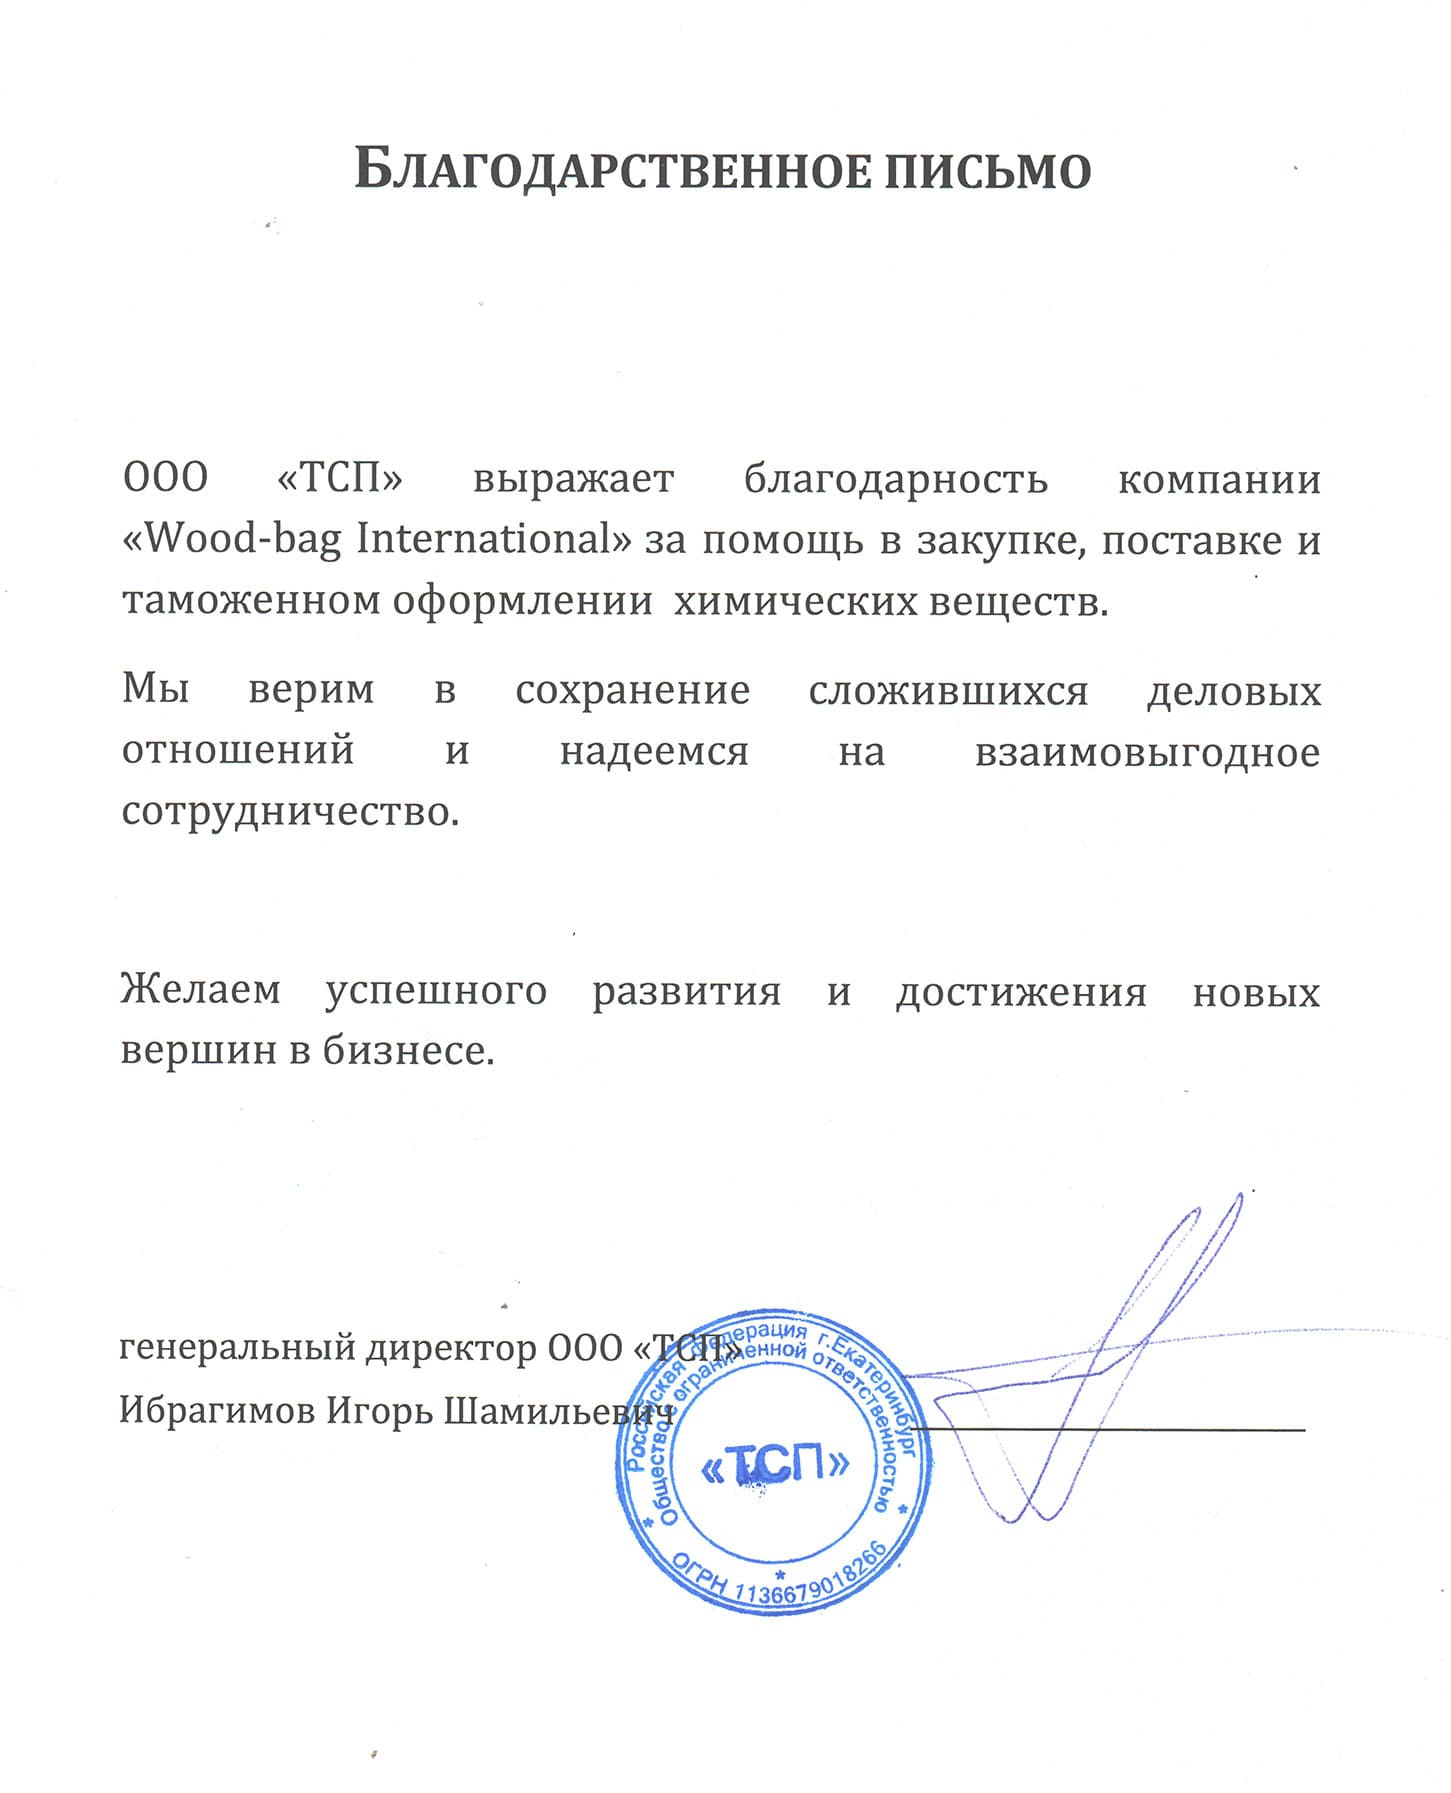 БЛАГОДАРСТВЕННОЕ ПИСЬМО
ООО «ТСП» выражает благодарность компании
«Wood-bag International» за помощь в закупке, поставке и
таможенном оформлении химических веществ.
Мы верим в сохранение сложившихся деловых
отношений и надеемся на взаимовыгодное
сотрудничество.
Желаем успешного развития и достижения новых
вершин в бизнесе.
генеральный директор ООО «ТСП»
Ибрагимов Игорь Шамильевич
Российская Федерация г.Екатеринбург
Общество с ограниченной ответственностью
«ТСП»
* * *
ОГРН 1136679018266